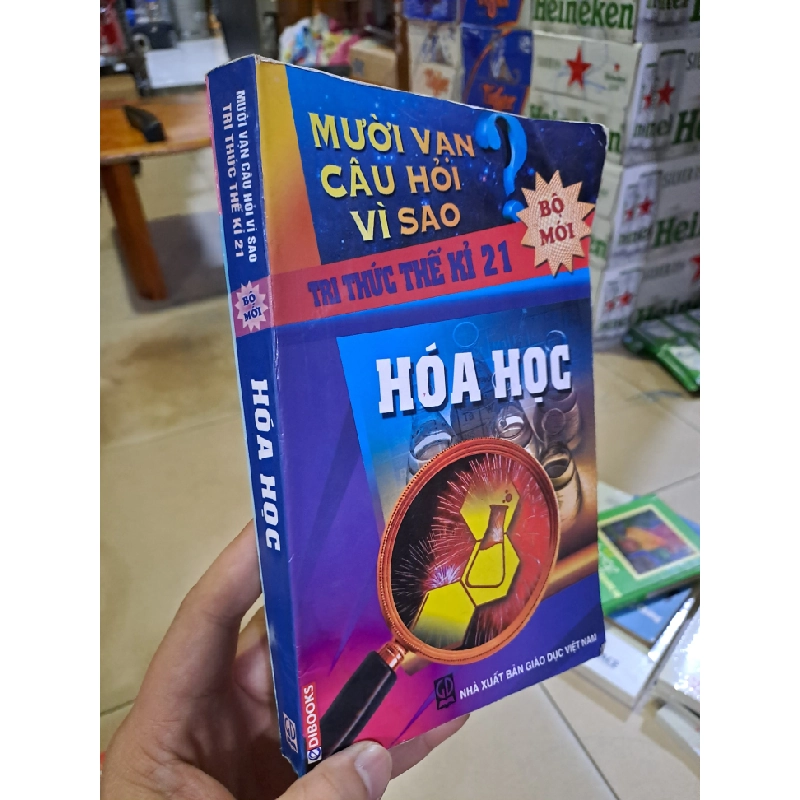 MƯỜI VẠN
CÂU HỎI
VÌ SAO
?
BỘ
MỚI
TRI THỨC THẾ KỈ 21
HÓA HỌC
NHÀ XUẤT BẢN GIÁO DỤC VIỆT NAM
MƯỜI VẠN CÂU HỎI VÌ SAO
TRI THỨC THẾ KỈ 21
BỘ
MỚI
HÓA HỌC
DIBOOKS
Heineken